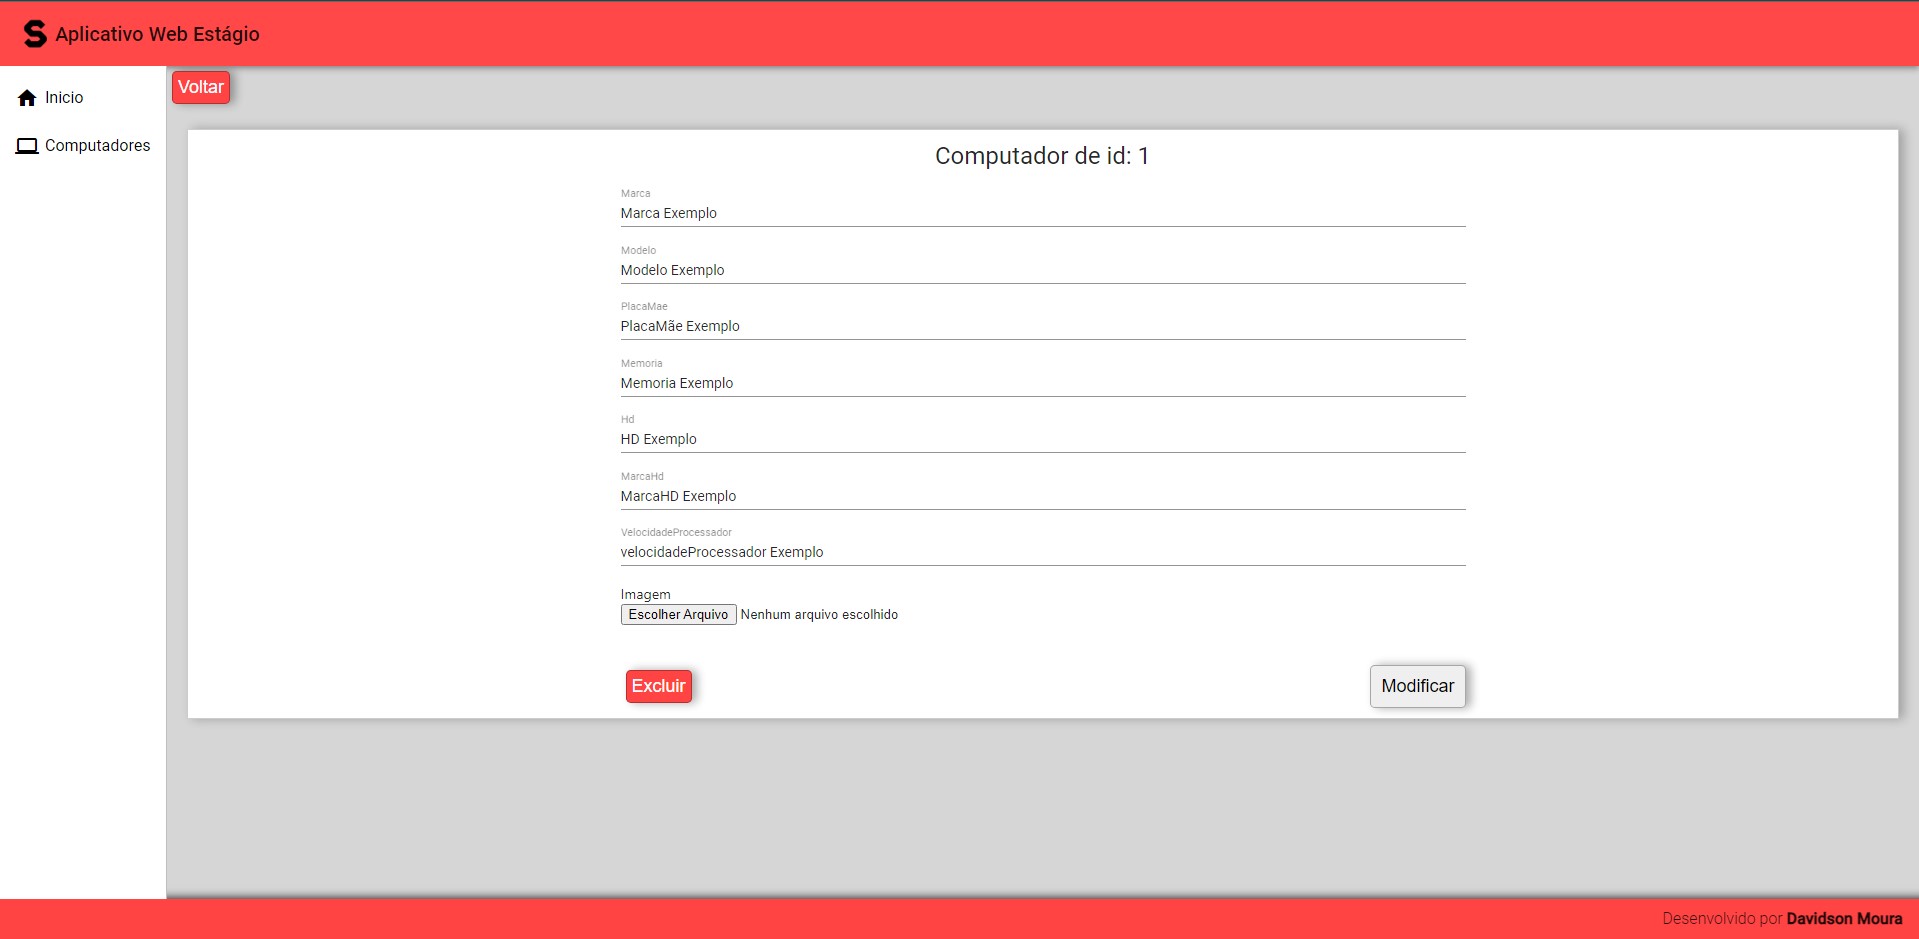 S Aplicativo Web Estágio
Inicio
Computadores
Voltar
Computador de id: 1
Marca
Marca Exemplo
Modelo
Modelo Exemplo
PlacaMae
PlacaMãe Exemplo
Memoria
Memoria Exemplo
Hd
HD Exemplo
MarcaHd
MarcaHD Exemplo
VelocidadeProcessador
velocidadeProcessador Exemplo
Imagem
Escolher Arquivo Nenhum arquivo escolhido
Excluir
Modificar
Desenvolvido por Davidson Moura